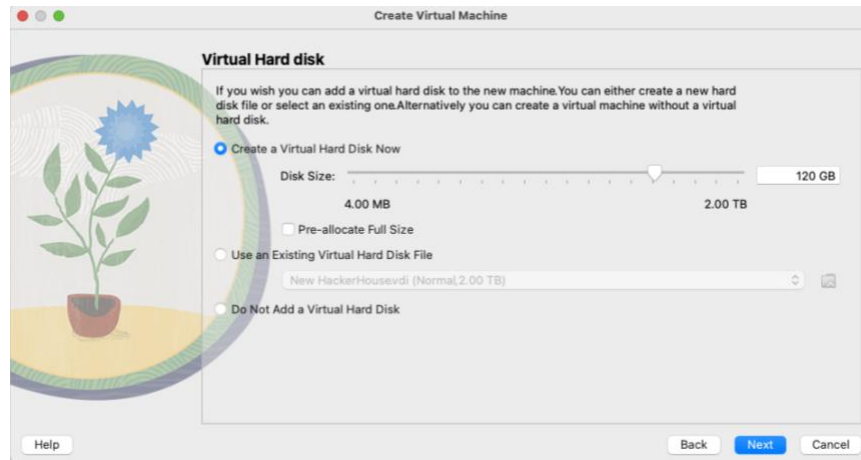 Create Virtual Machine
Virtual Hard disk
If you wish you can add a virtual hard disk to the new machine.You can either create a new hard
disk file or select an existing one.Alternatively you can create a virtual machine without a virtual
hard disk.
Create a Virtual Hard Disk Now
Disk Size: 120 GB
4.00 MB 2.00 TB
Pre-allocate Full Size
Use an Existing Virtual Hard Disk File
New HackerHousevdi (Normal,2.00 TB)
Do Not Add a Virtual Hard Disk
Help Back Next Cancel